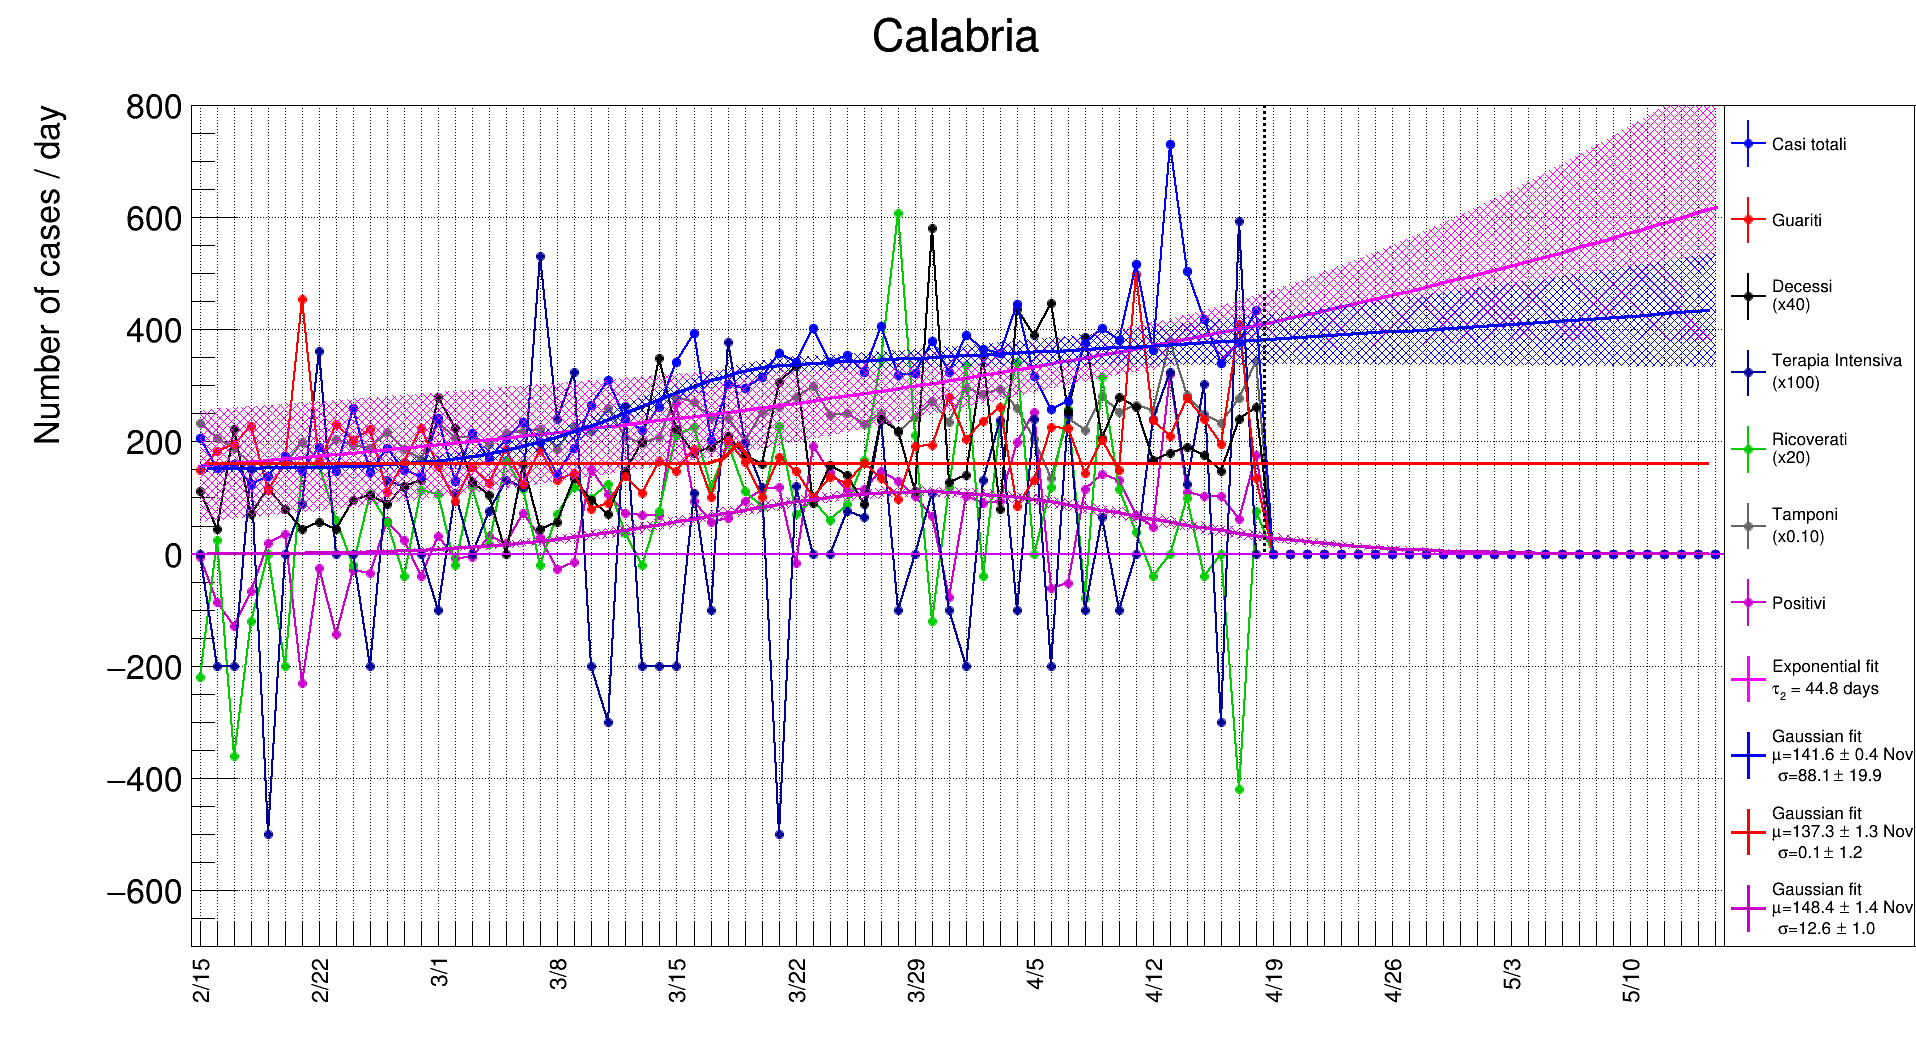 Calabria
Number of cases / day
800
600
400
200
0
−200
−400
−600
2/15
2/22
3/1
3/8
3/15
3/22
3/29
4/5
4/12
4/19
4/26
5/3
5/10
Casi totali
Guariti
Decessi
(x40)
Terapia Intensiva
(x100)
Ricoverati
(x20)
Tamponi
(x0.10)
Positivi
Exponential fit
τ₂ = 44.8 days
Gaussian fit
μ=141.6 ± 0.4 Nov
σ=88.1 ± 19.9
Gaussian fit
μ=137.3 ± 1.3 Nov
σ=0.1 ± 1.2
Gaussian fit
μ=148.4 ± 1.4 Nov
σ=12.6 ± 1.0